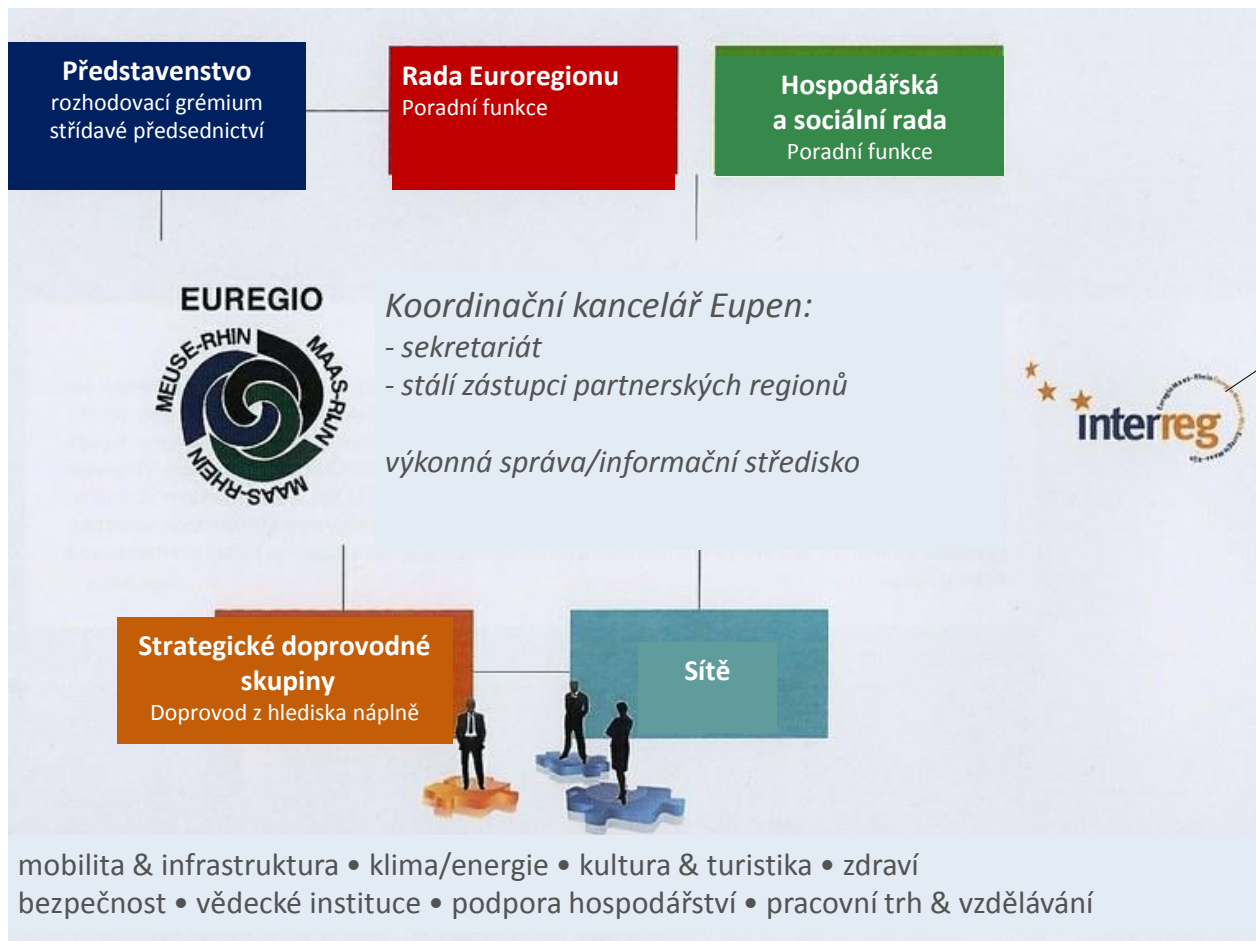 Představenstvo
rozhodovací grémium
střídavé předsednictví
Rada Euroregionu
Poradní funkce
Hospodářská
a sociální rada
Poradní funkce
EUREGIO
MEUSE-RHIN
MAAS-RIJN
MAAS-RHEIN
Koordinační kancelář Eupen:
- sekretariát
- stálí zástupci partnerských regionů
výkonná správa/informační středisko
interreg
Strategické doprovodné
skupiny
Doprovod z hlediska náplně
Sítě
mobilita & infrastruktura • klima/energie • kultura & turistika • zdraví
bezpečnost • vědecké instituce • podpora hospodářství • pracovní trh & vzdělávání